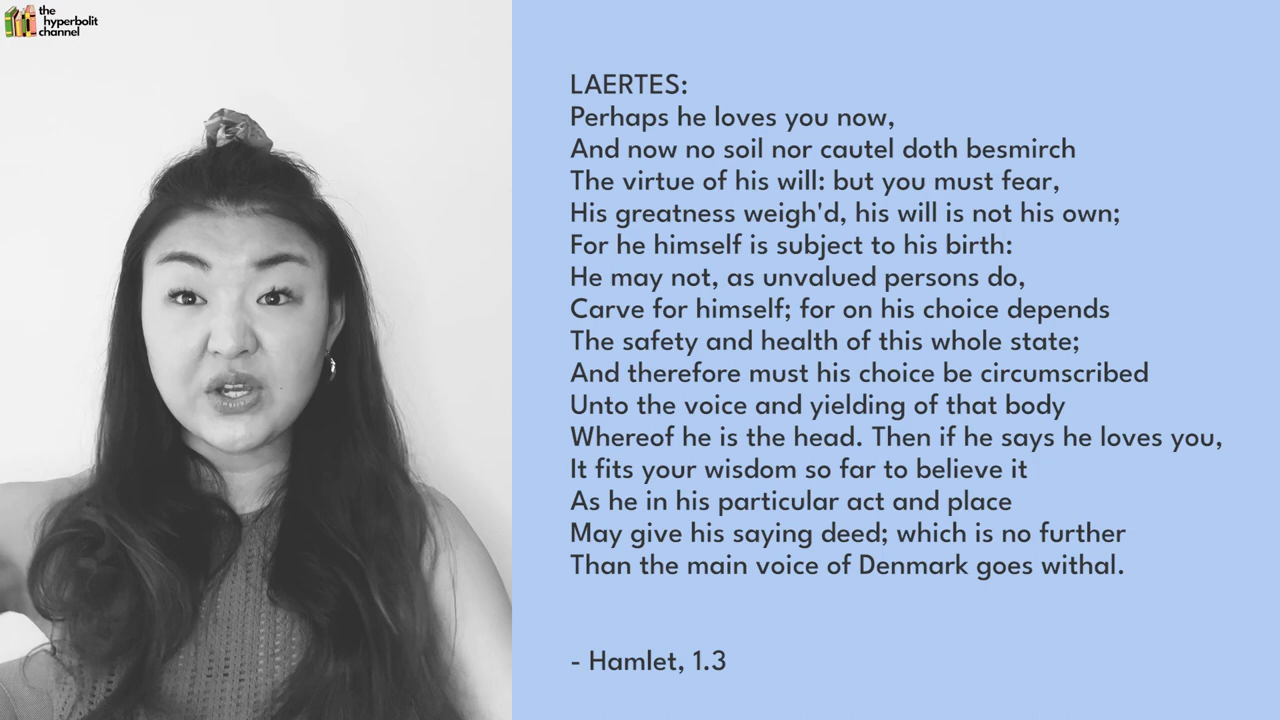 the
hyperbolit
channel
LAERTES:
Perhaps he loves you now,
And now no soil nor cautel doth besmirch
The virtue of his will: but you must fear,
His greatness weigh'd, his will is not his own;
For he himself is subject to his birth:
He may not, as unvalued persons do,
Carve for himself; for on his choice depends
The safety and health of this whole state;
And therefore must his choice be circumscribed
Unto the voice and yielding of that body
Whereof he is the head. Then if he says he loves you,
It fits your wisdom so far to believe it
As he in his particular act and place
May give his saying deed; which is no further
Than the main voice of Denmark goes withal.
- Hamlet, 1.3